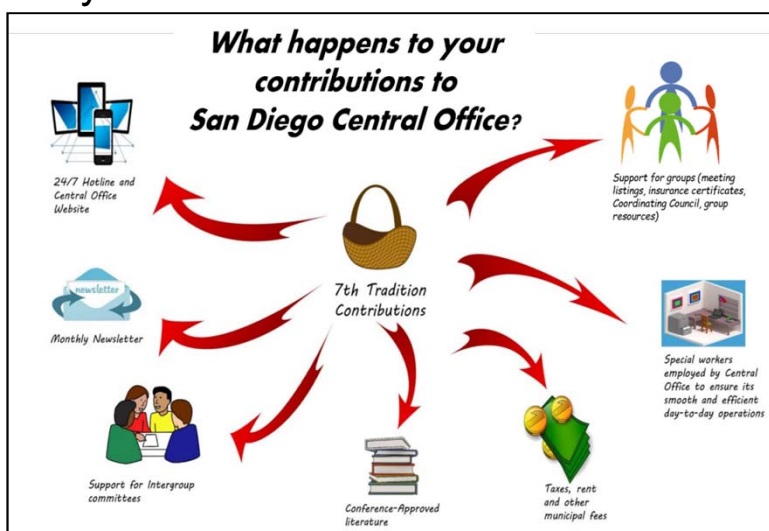 What happens to your
contributions to
San Diego Central Office?
24/7 Hotline and
Central Office
Website
Support for groups (meeting
listings, insurance certificates,
Coordinating Council, group
resources)
7th Tradition
Contributions
newsletter
Monthly Newsletter
Special workers
employed by Central
Office to ensure its
smooth and efficient
day-to-day operations
Support for Intergroup
committees
Conference-Approved
literature
Taxes, rent
and other
municipal fees